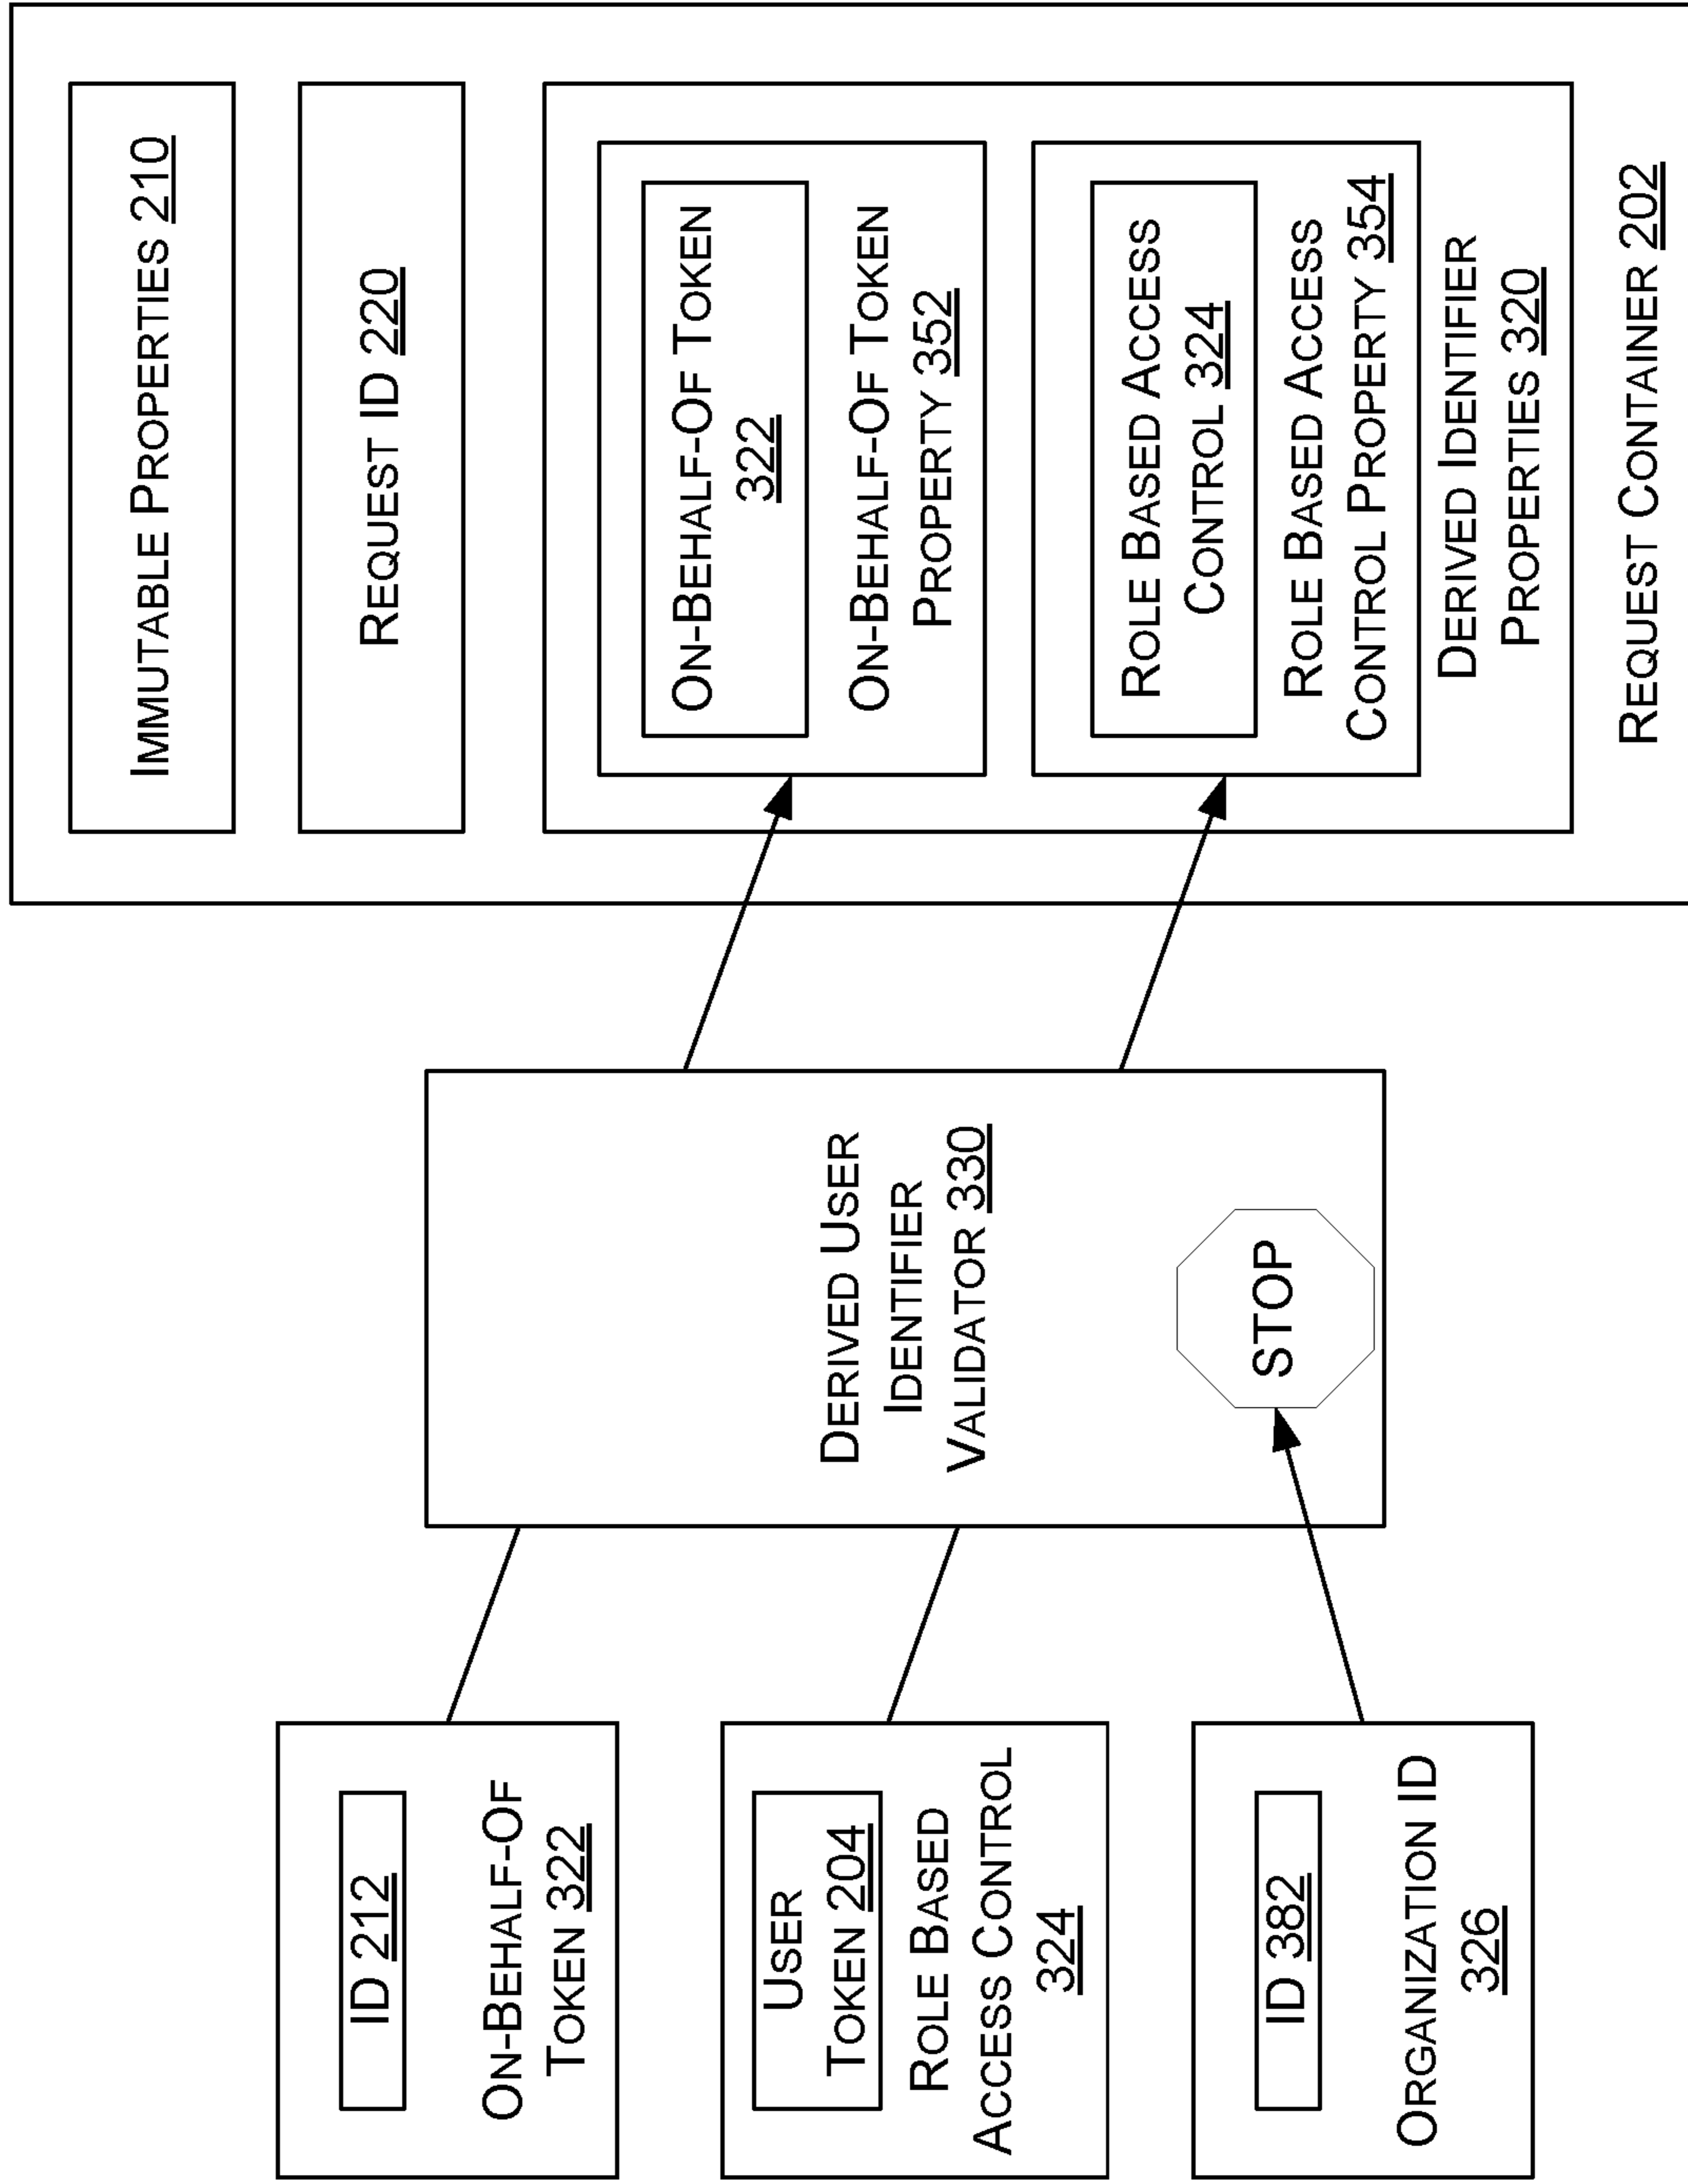 ID 212
On-Behalf-Of
Token 322
User
Token 204
Role Based
Access Control
324
ID 382
Organization ID
326
Derived User
Identifier
Validator 330
STOP
Immutable Properties 210
Request ID 220
On-Behalf-Of Token
322
On-Behalf-Of Token
Property 352
Role Based Access
Control 324
Role Based Access
Control Property 354
Derived Identifier
Properties 320
Request Container 202